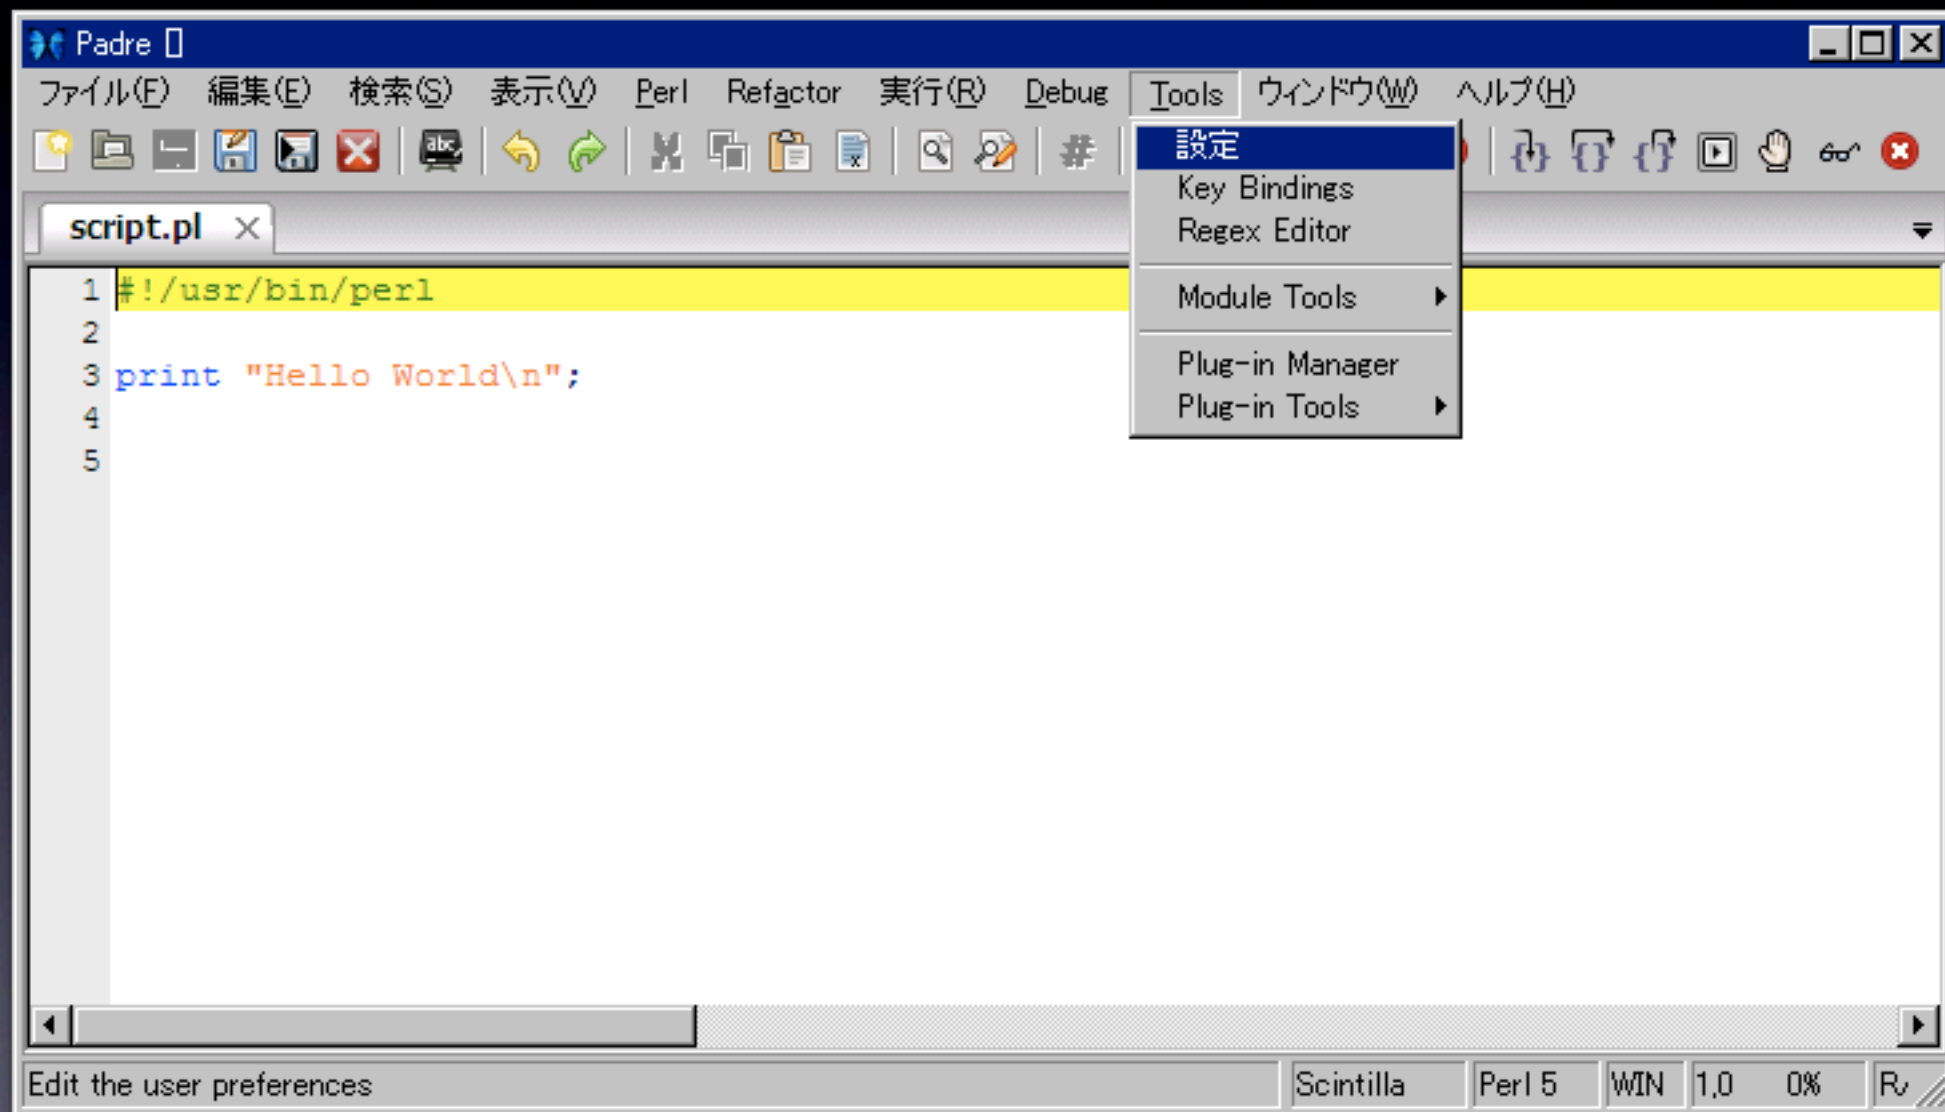 Padre
ファイル(F) 編集(E) 検索(S) 表示(V) Perl Refactor 実行(R) Debug Tools ウィンドウ(W) ヘルプ(H)
abc #
設定
Key Bindings
Regex Editor
Module Tools
Plug-in Manager
Plug-in Tools
script.pl
1 #!/usr/bin/perl
2
3 print "Hello World\n";
4
5
Edit the user preferences Scintilla Perl 5 WIN 1,0 0%